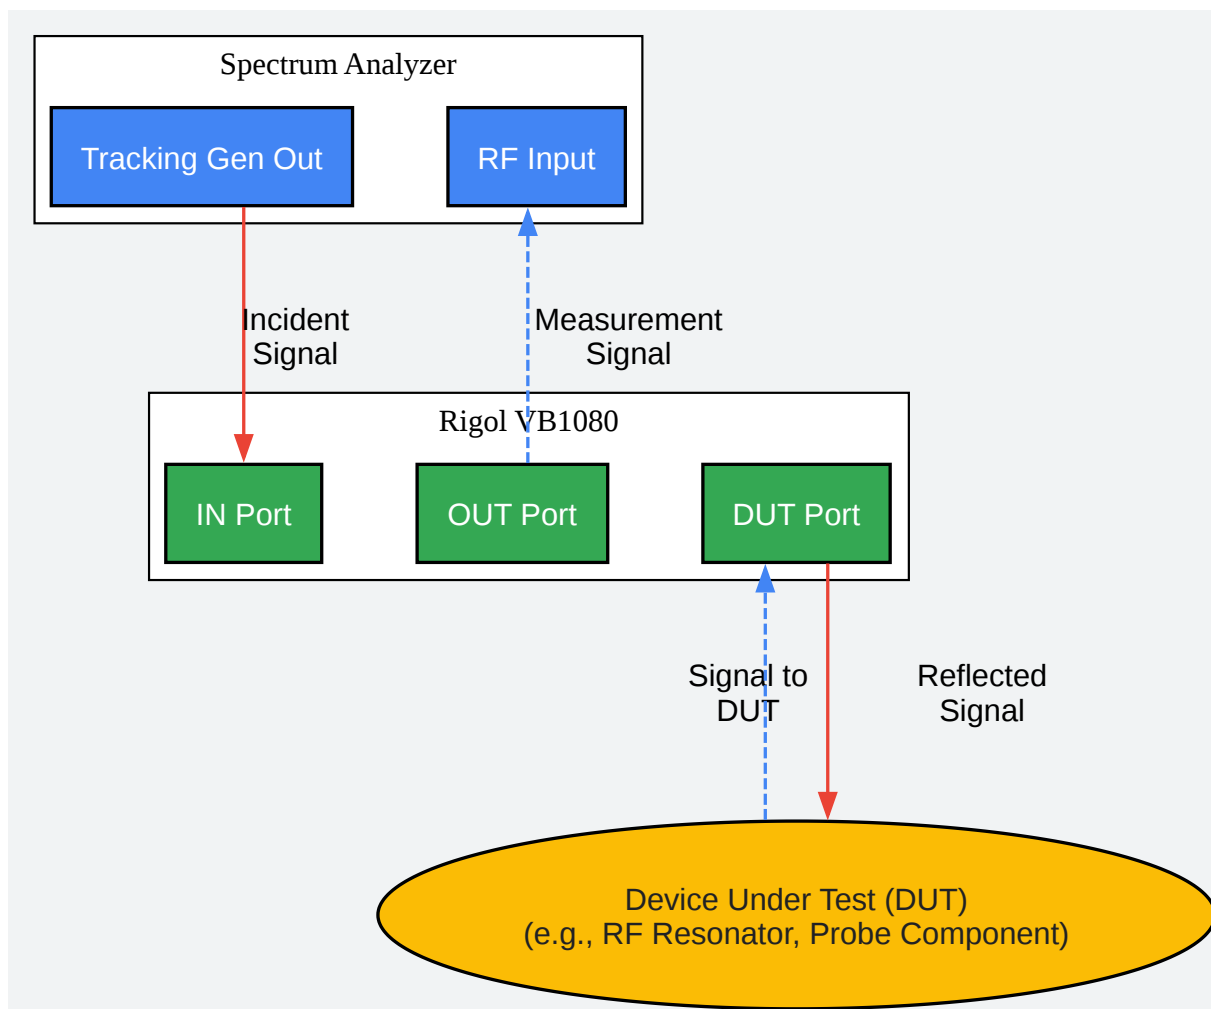 Spectrum Analyzer
Tracking Gen Out
RF Input
Incident
Signal
Measurement
Signal
Rigol VB1080
IN Port
OUT Port
DUT Port
Signal to
DUT
Reflected
Signal
Device Under Test (DUT)
(e.g., RF Resonator, Probe Component)